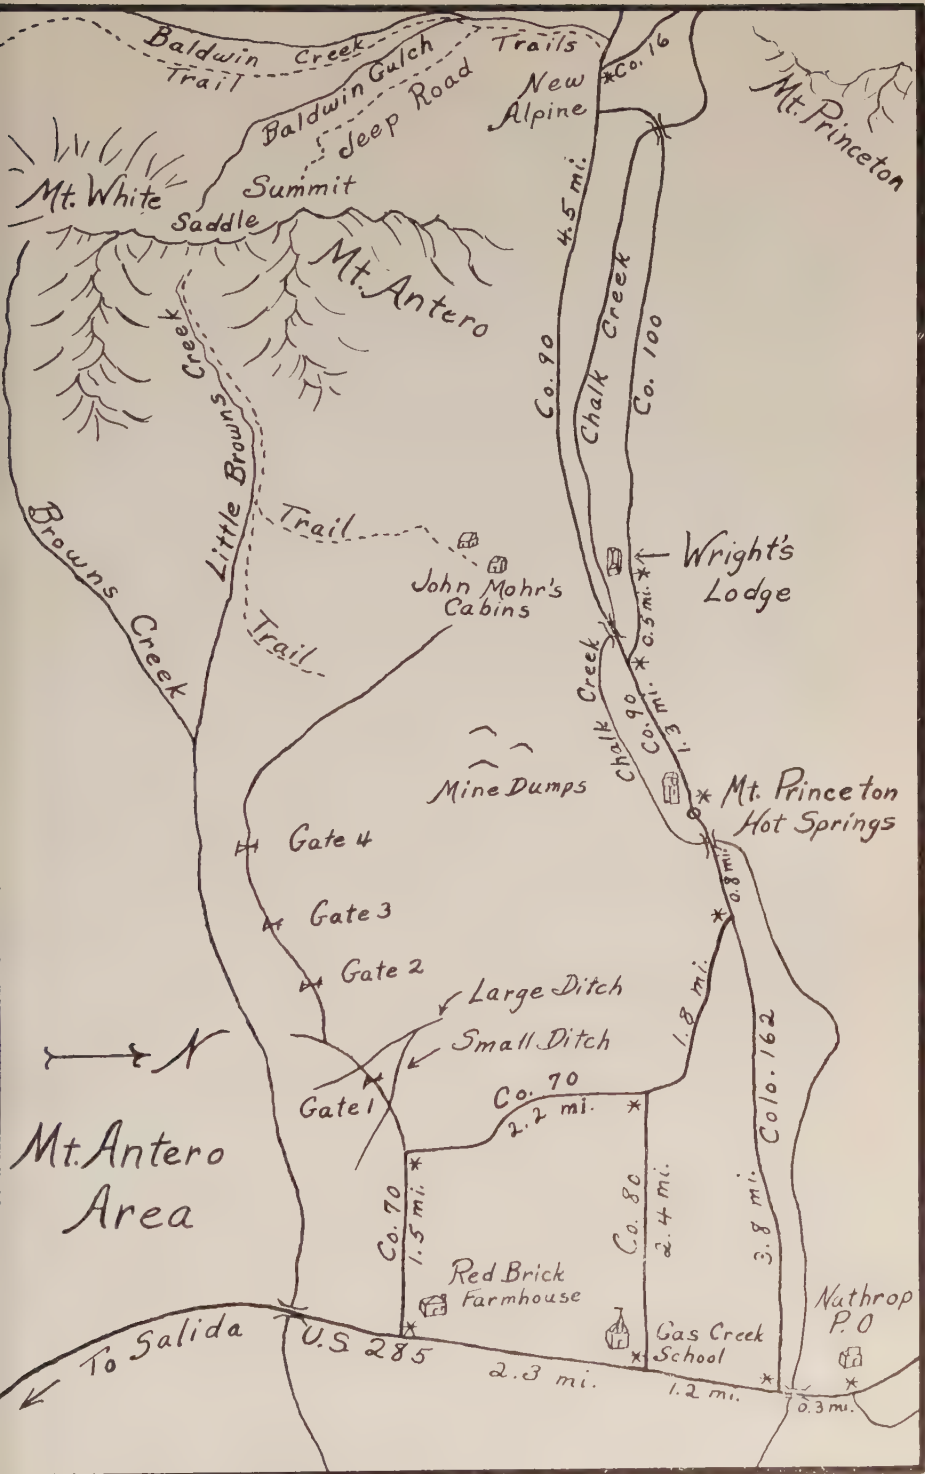 Baldwin Creek
Trail
Trails
Co. 16
Baldwin Gulch
Jeep Road
New
Alpine
Mt. Princeton
Mt. White
Summit
Saddle
Mt. Antero
4.5 mi.
Co. 90
Chalk Creek
Co. 100
Little Browns Creek
Browns Creek
Trail
John Mohr's
Cabins
Trail
Wright's
Lodge
0.5 mi.
Chalk Creek
Co. 90
1.3 mi.
Mine Dumps
Mt. Princeton
Hot Springs
0.8 mi.
Gate 4
Gate 3
Gate 2
Large Ditch
Small Ditch
Gate 1
N
1.8 mi.
Co. 70
2.2 mi.
Colo. 162
3.8 mi.
Mt. Antero
Area
Co. 70
1.5 mi.
Co. 80
2.4 mi.
Red Brick
Farmhouse
Gas Creek
School
Nathrop
P.O
To Salida
U.S. 285
2.3 mi.
1.2 mi.
0.3 mi.